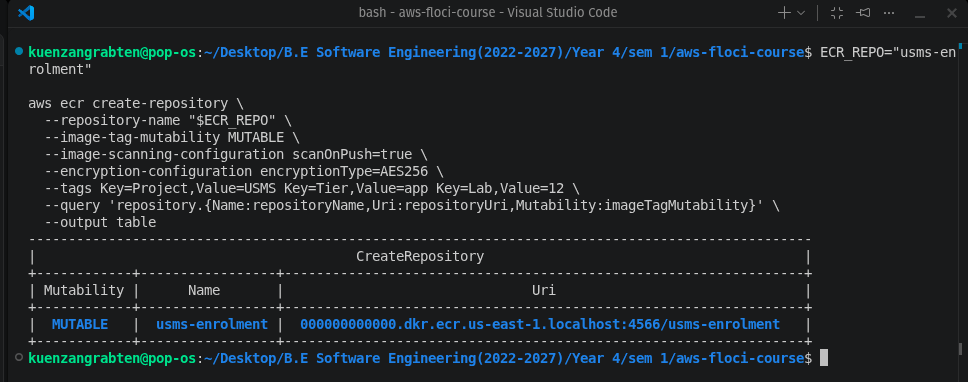 bash - aws-floci-course - Visual Studio Code
kuenzangrabten@pop-os:~/Desktop/B.E Software Engineering(2022-2027)/Year 4/sem 1/aws-floci-course$ ECR_REPO="usms-en
rolment"
aws ecr create-repository \
  --repository-name "$ECR_REPO" \
  --image-tag-mutability MUTABLE \
  --image-scanning-configuration scanOnPush=true \
  --encryption-configuration encryptionType=AES256 \
  --tags Key=Project,Value=USMS Key=Tier,Value=app Key=Lab,Value=12 \
  --query 'repository.{Name:repositoryName,Uri:repositoryUri,Mutability:imageTagMutability}' \
  --output table
-----------------------------------------------------------------------------------------------
|                                       CreateRepository                                      |
+------------+-----------------+--------------------------------------------------------------+
| Mutability |      Name       |                              Uri                             |
+------------+-----------------+--------------------------------------------------------------+
|  MUTABLE   |  usms-enrolment |  000000000000.dkr.ecr.us-east-1.localhost:4566/usms-enrolment   |
+------------+-----------------+--------------------------------------------------------------+
kuenzangrabten@pop-os:~/Desktop/B.E Software Engineering(2022-2027)/Year 4/sem 1/aws-floci-course$